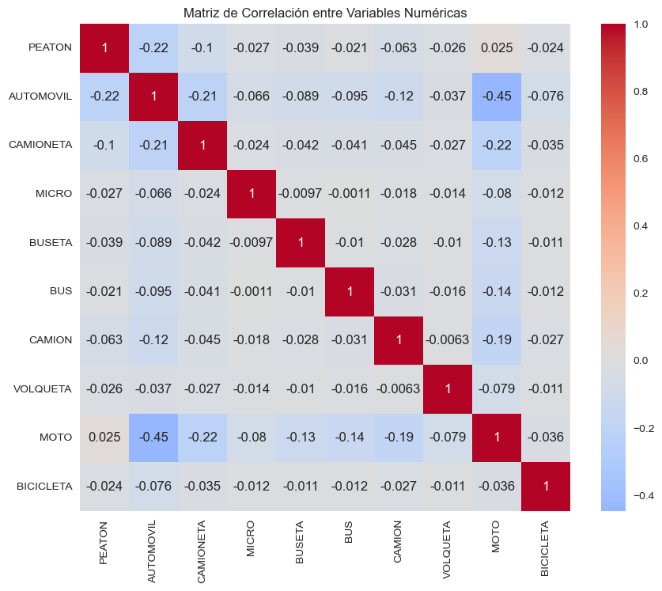 Matriz de Correlación entre Variables Numéricas
PEATON 1 -0.22 -0.1 -0.027 -0.039 -0.021 -0.063 -0.026 0.025 -0.024
AUTOMOVIL -0.22 1 -0.21 -0.066 -0.089 -0.095 -0.12 -0.037 -0.45 -0.076
CAMIONETA -0.1 -0.21 1 -0.024 -0.042 -0.041 -0.045 -0.027 -0.22 -0.035
MICRO -0.027 -0.066 -0.024 1 -0.0097 -0.0011 -0.018 -0.014 -0.08 -0.012
BUSETA -0.039 -0.089 -0.042 -0.0097 1 -0.01 -0.028 -0.01 -0.13 -0.011
BUS -0.021 -0.095 -0.041 -0.0011 -0.01 1 -0.031 -0.016 -0.14 -0.012
CAMION -0.063 -0.12 -0.045 -0.018 -0.028 -0.031 1 -0.0063 -0.19 -0.027
VOLQUETA -0.026 -0.037 -0.027 -0.014 -0.01 -0.016 -0.0063 1 -0.079 -0.011
MOTO 0.025 -0.45 -0.22 -0.08 -0.13 -0.14 -0.19 -0.079 1 -0.036
BICICLETA -0.024 -0.076 -0.035 -0.012 -0.011 -0.012 -0.027 -0.011 -0.036 1
PEATON
AUTOMOVIL
CAMIONETA
MICRO
BUSETA
BUS
CAMION
VOLQUETA
MOTO
BICICLETA
1.0
0.8
0.6
0.4
0.2
0.0
−0.2
−0.4